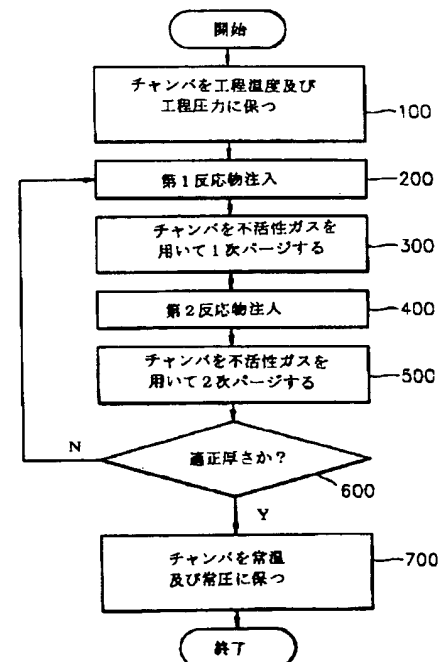 開始
チャンバを工程温度及び
工程圧力に保つ
100
第1反応物注入
200
チャンバを不活性ガスを
用いて1次パージする
300
第2反応物注入
400
チャンバを不活性ガスを
用いて2次パージする
500
適正厚さか?
N
600
Y
チャンバを常温
及び常圧に保つ
700
終了